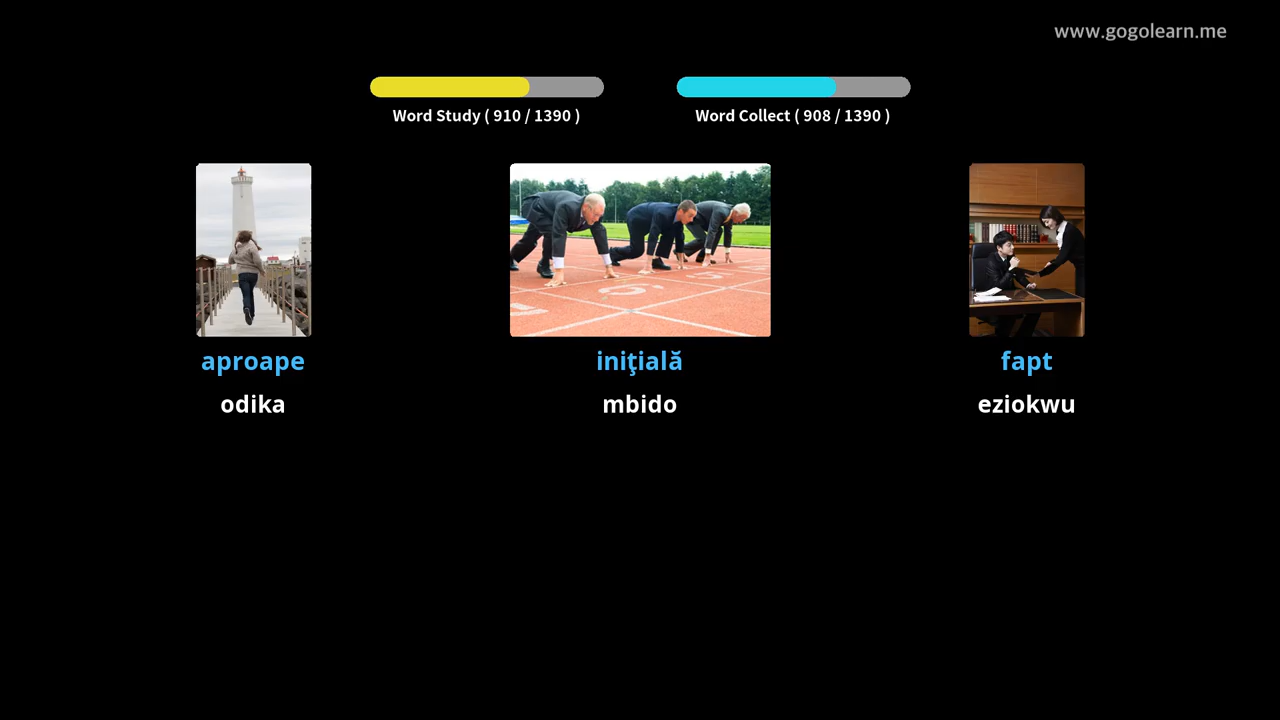 www.gogolearn.me
Word Study ( 910 / 1390 )
Word Collect ( 908 / 1390 )
aproape
odika
iniţială
mbido
fapt
eziokwu